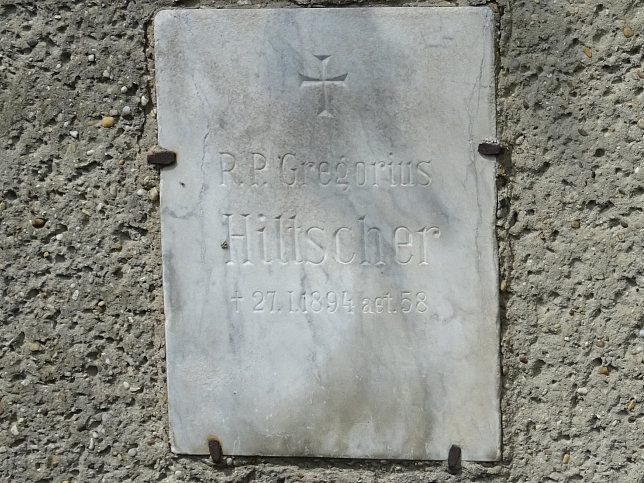 R.P. Gregorius
Hiltscher
† 27.I.1894 aet.58